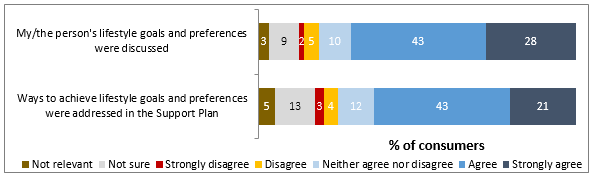 My/the person's lifestyle goals and preferences
were discussed
3 9 2 5 10 43 28
Ways to achieve lifestyle goals and preferences
were addressed in the Support Plan
5 13 3 4 12 43 21
% of consumers
Not relevant Not sure Strongly disagree Disagree Neither agree nor disagree Agree Strongly agree